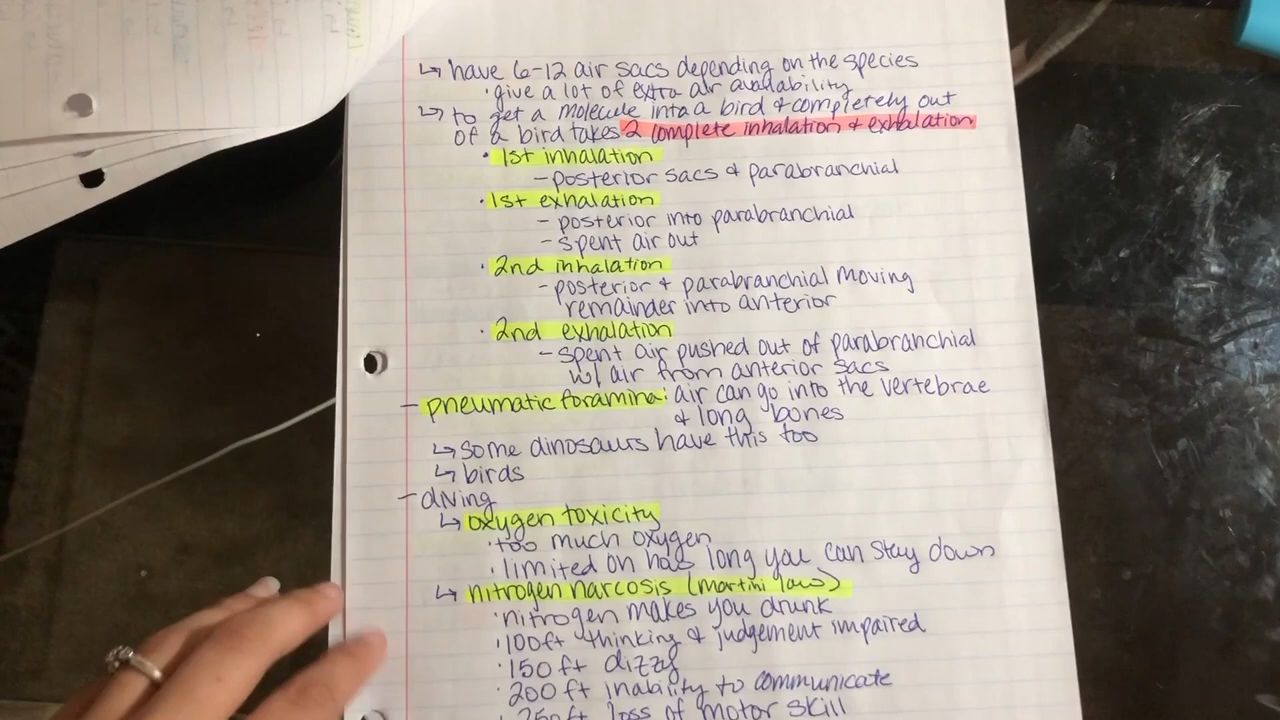 ↳ have 6-12 air sacs depending on the species
· give a lot of extra air availability
↳ to get a molecule into a bird & completely out
of a bird takes 2 complete inhalation & exhalation
· 1st inhalation
- posterior sacs & parabranchial
· 1st exhalation
- posterior into parabranchial
- spent air out
· 2nd inhalation
- posterior & parabranchial moving
remainder into anterior
· 2nd exhalation
- spent air pushed out of parabranchial
w/ air from anterior sacs
- pneumatic foramina: air can go into the vertebrae
& long bones
↳ some dinosaurs have this too
↳ birds
- diving
↳ oxygen toxicity
· too much oxygen
· limited on how long you can stay down
↳ nitrogen narcosis (martini law)
· nitrogen makes you drunk
· 100ft thinking & judgement impaired
· 150ft dizzy
· 200ft inability to communicate
· 250ft loss of motor skill